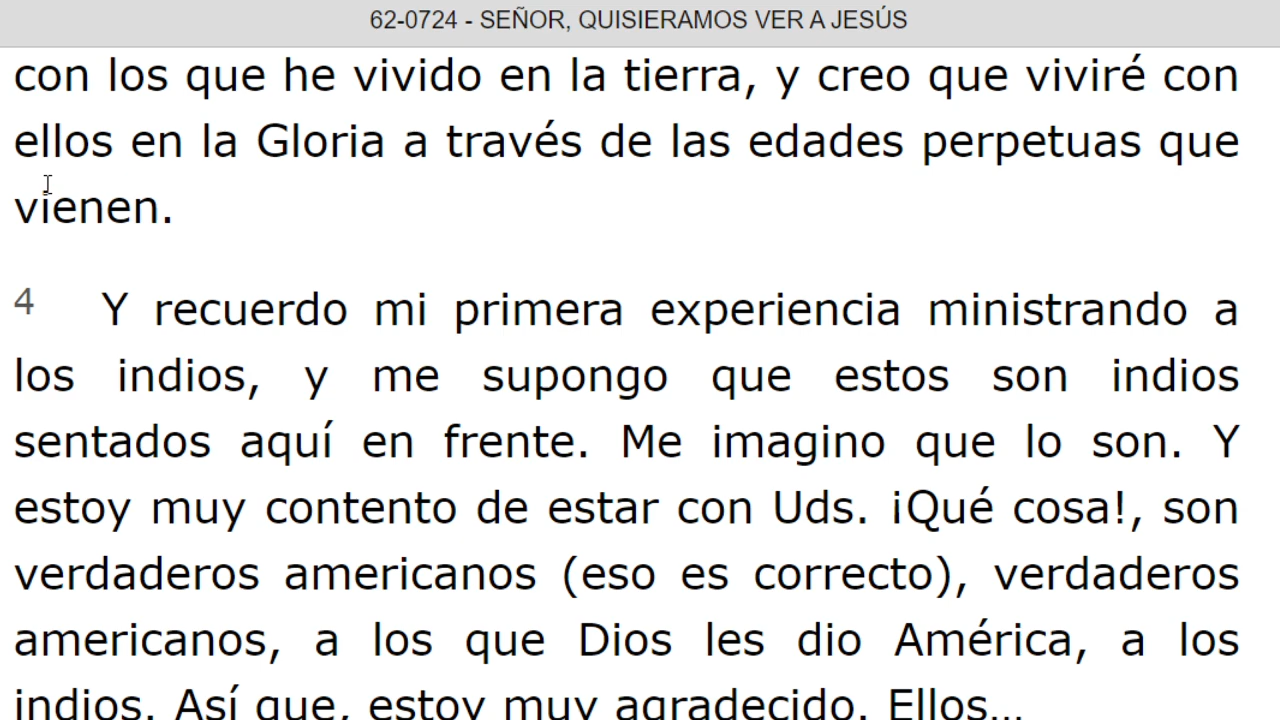 62-0724 - SEÑOR, QUISIERAMOS VER A JESÚS
con los que he vivido en la tierra, y creo que viviré con
ellos en la Gloria a través de las edades perpetuas que
vienen.
4 Y recuerdo mi primera experiencia ministrando a
los indios, y me supongo que estos son indios
sentados aquí en frente. Me imagino que lo son. Y
estoy muy contento de estar con Uds. ¡Qué cosa!, son
verdaderos americanos (eso es correcto), verdaderos
americanos, a los que Dios les dio América, a los
indios. Así que, estoy muy agradecido. Ellos...